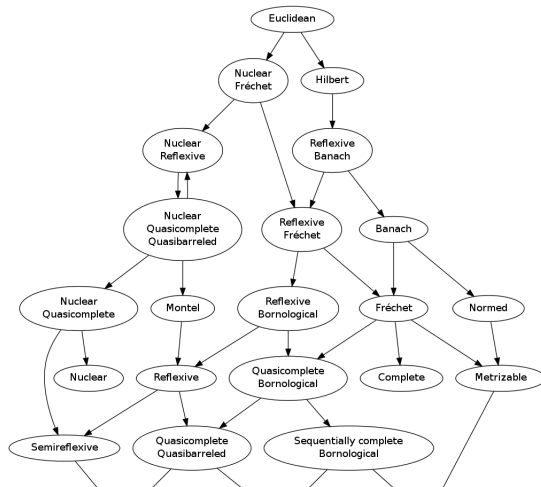 Euclidean
Nuclear
Fréchet
Hilbert
Nuclear
Reflexive
Reflexive
Banach
Nuclear
Quasicomplete
Quasibarreled
Reflexive
Fréchet
Banach
Nuclear
Quasicomplete
Montel
Reflexive
Bornological
Fréchet
Normed
Nuclear
Reflexive
Quasicomplete
Bornological
Complete
Metrizable
Semireflexive
Quasicomplete
Quasibarreled
Sequentially complete
Bornological